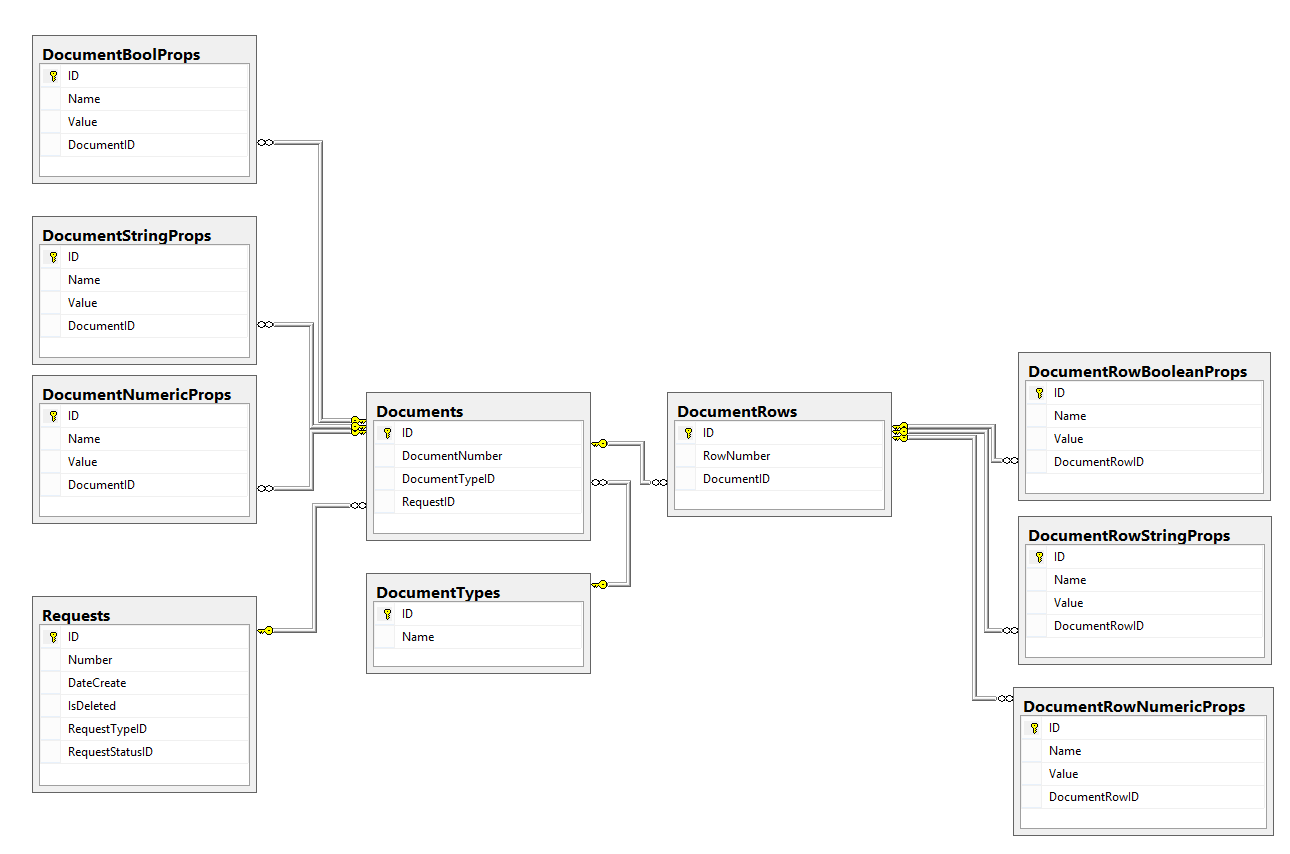 DocumentBoolProps
ID
Name
Value
DocumentID
DocumentStringProps
ID
Name
Value
DocumentID
DocumentNumericProps
ID
Name
Value
DocumentID
Requests
ID
Number
DateCreate
IsDeleted
RequestTypeID
RequestStatusID
Documents
ID
DocumentNumber
DocumentTypeID
RequestID
DocumentTypes
ID
Name
DocumentRows
ID
RowNumber
DocumentID
DocumentRowBooleanProps
ID
Name
Value
DocumentRowID
DocumentRowStringProps
ID
Name
Value
DocumentRowID
DocumentRowNumericProps
ID
Name
Value
DocumentRowID